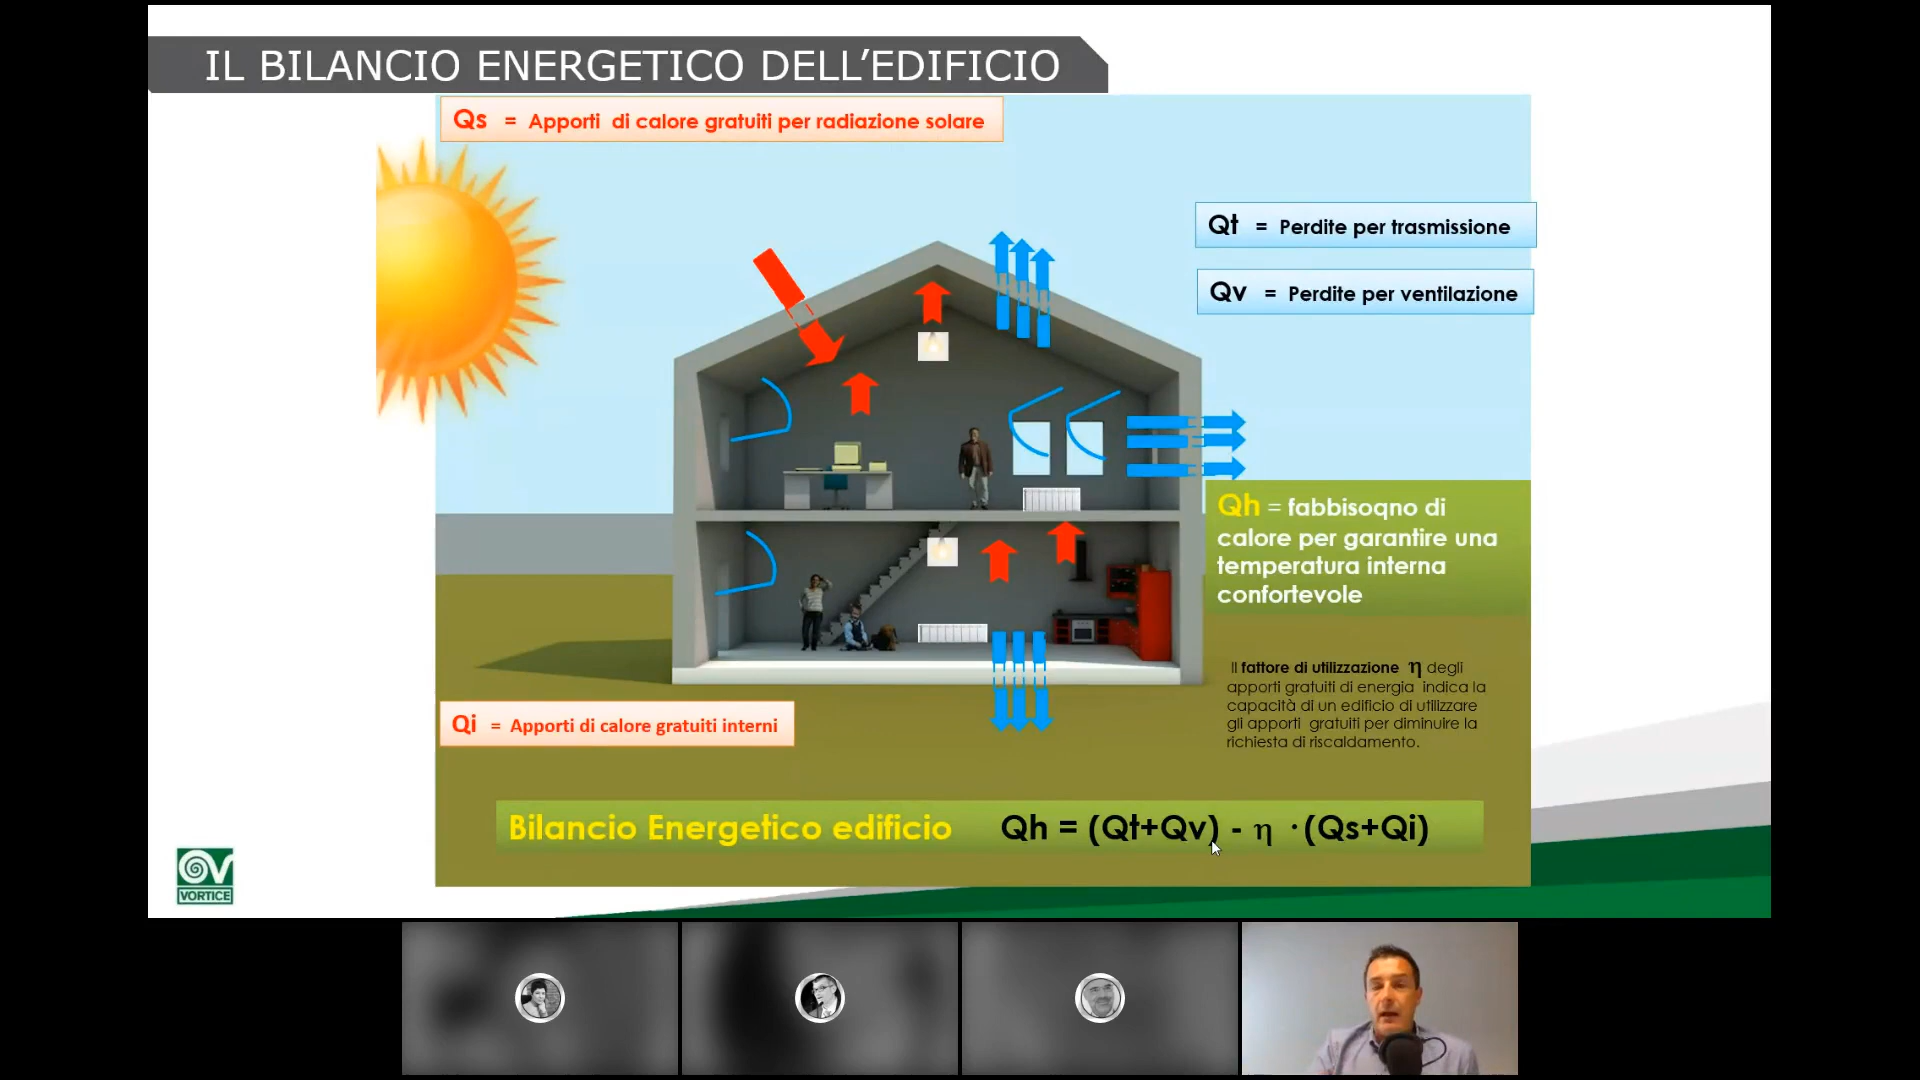 IL BILANCIO ENERGETICO DELL’EDIFICIO
Qs = Apporti di calore gratuiti per radiazione solare
Qt = Perdite per trasmissione
Qv = Perdite per ventilazione
Qh = fabbisogno di
calore per garantire una
temperatura interna
confortevole
Il fattore di utilizzazione η degli
apporti gratuiti di energia indica la
capacità di un edificio di utilizzare
gli apporti gratuiti per diminuire la
richiesta di riscaldamento.
Qi = Apporti di calore gratuiti interni
Bilancio Energetico edificio Qh = (Qt+Qv) - η ·(Qs+Qi)
VORTICE